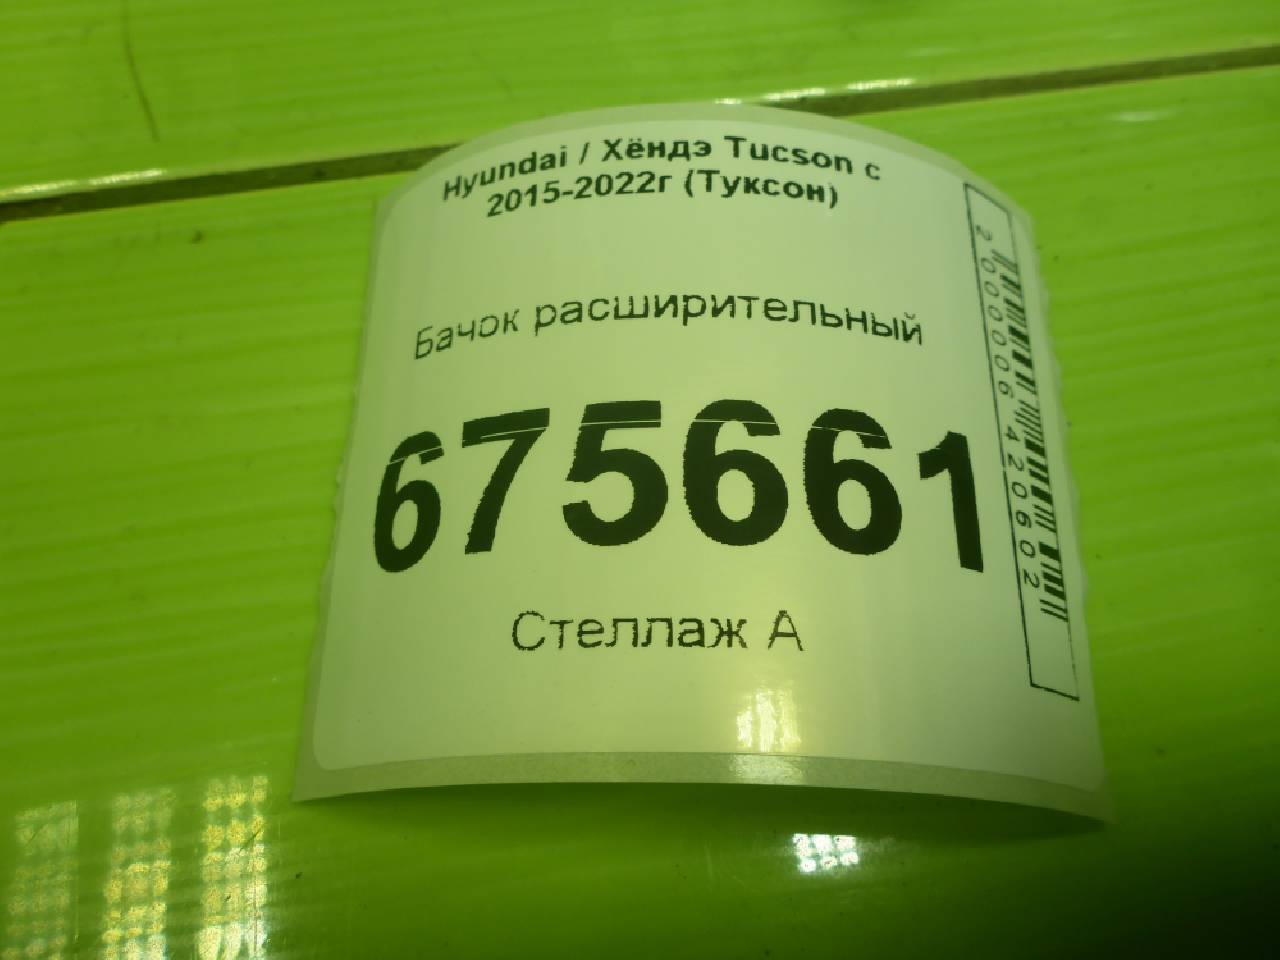 Hyundai / Хёндэ Tucson с
2015-2022г (Туксон)
Бачок расширительный
675661
Стеллаж А
2000006420602